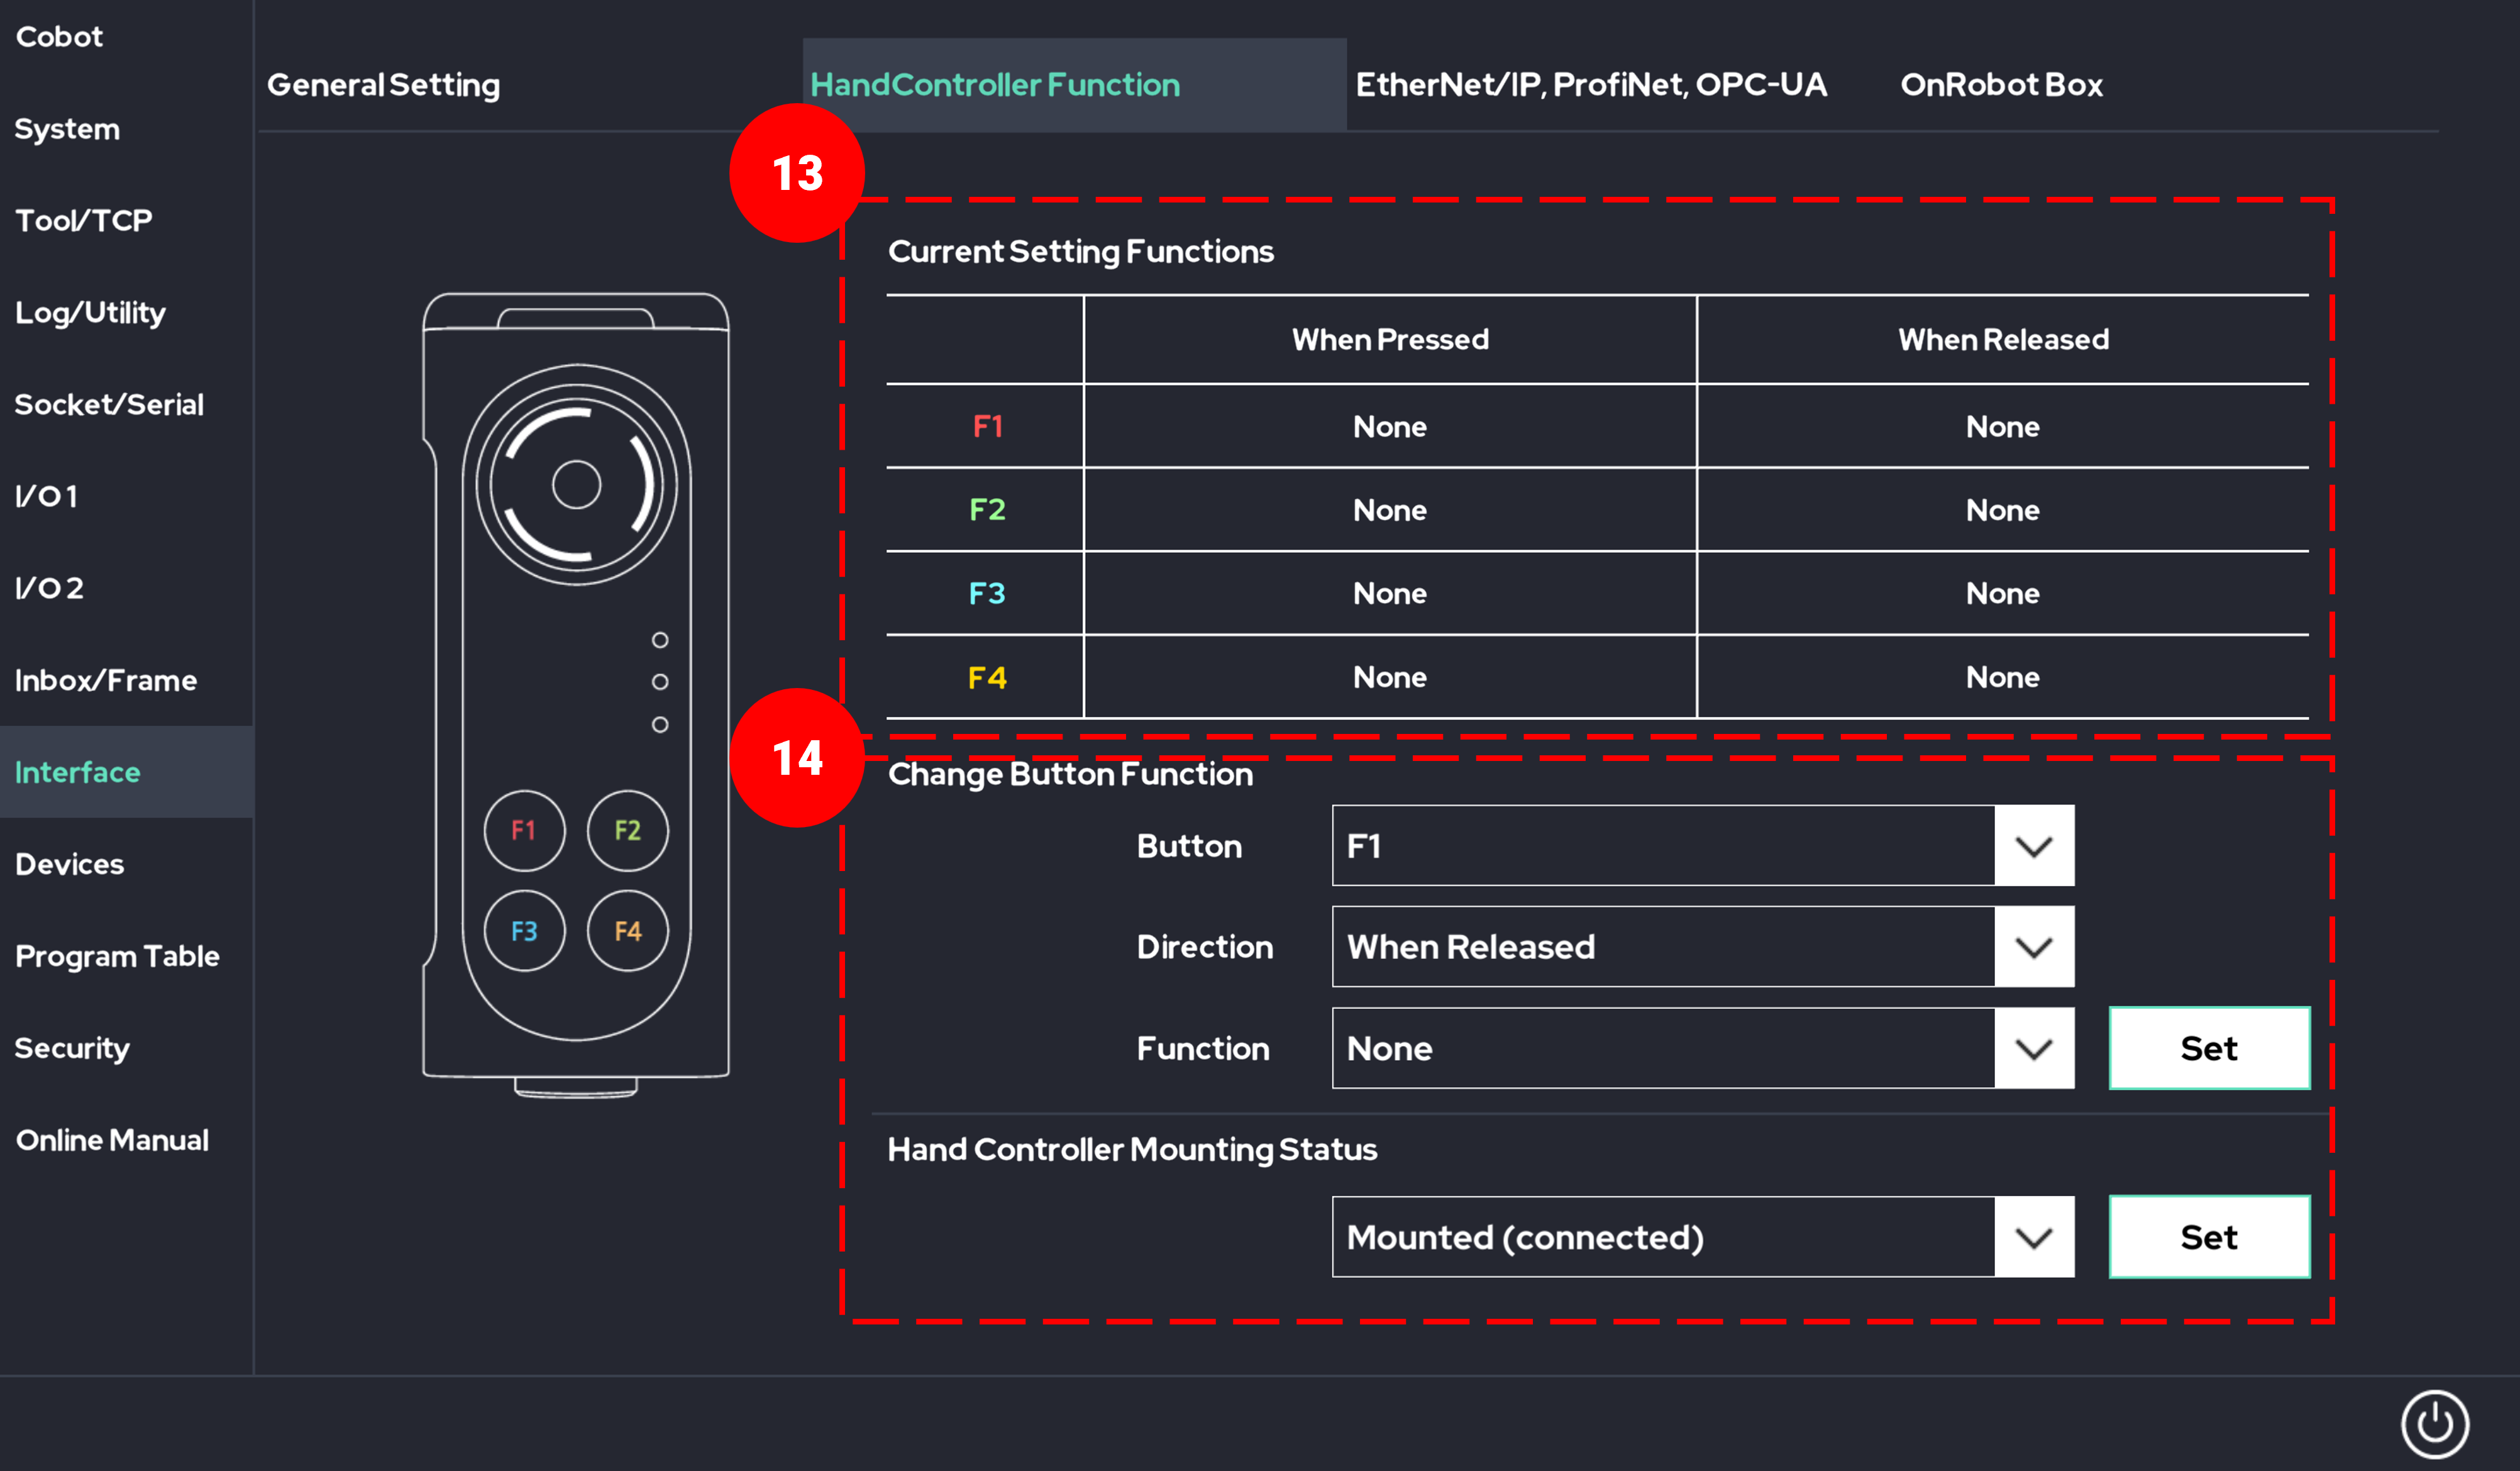 Cobot
System
Tool/TCP
Log/Utility
Socket/Serial
I/O 1
I/O 2
Inbox/Frame
Interface
Devices
Program Table
Security
Online Manual
General Setting HandController Function EtherNet/IP, ProfiNet, OPC-UA OnRobot Box
13
Current Setting Functions
When Pressed When Released
F1 None None
F2 None None
F3 None None
F4 None None
F1 F2
F3 F4
14
Change Button Function
Button F1
Direction When Released
Function None Set
Hand Controller Mounting Status
Mounted (connected) Set